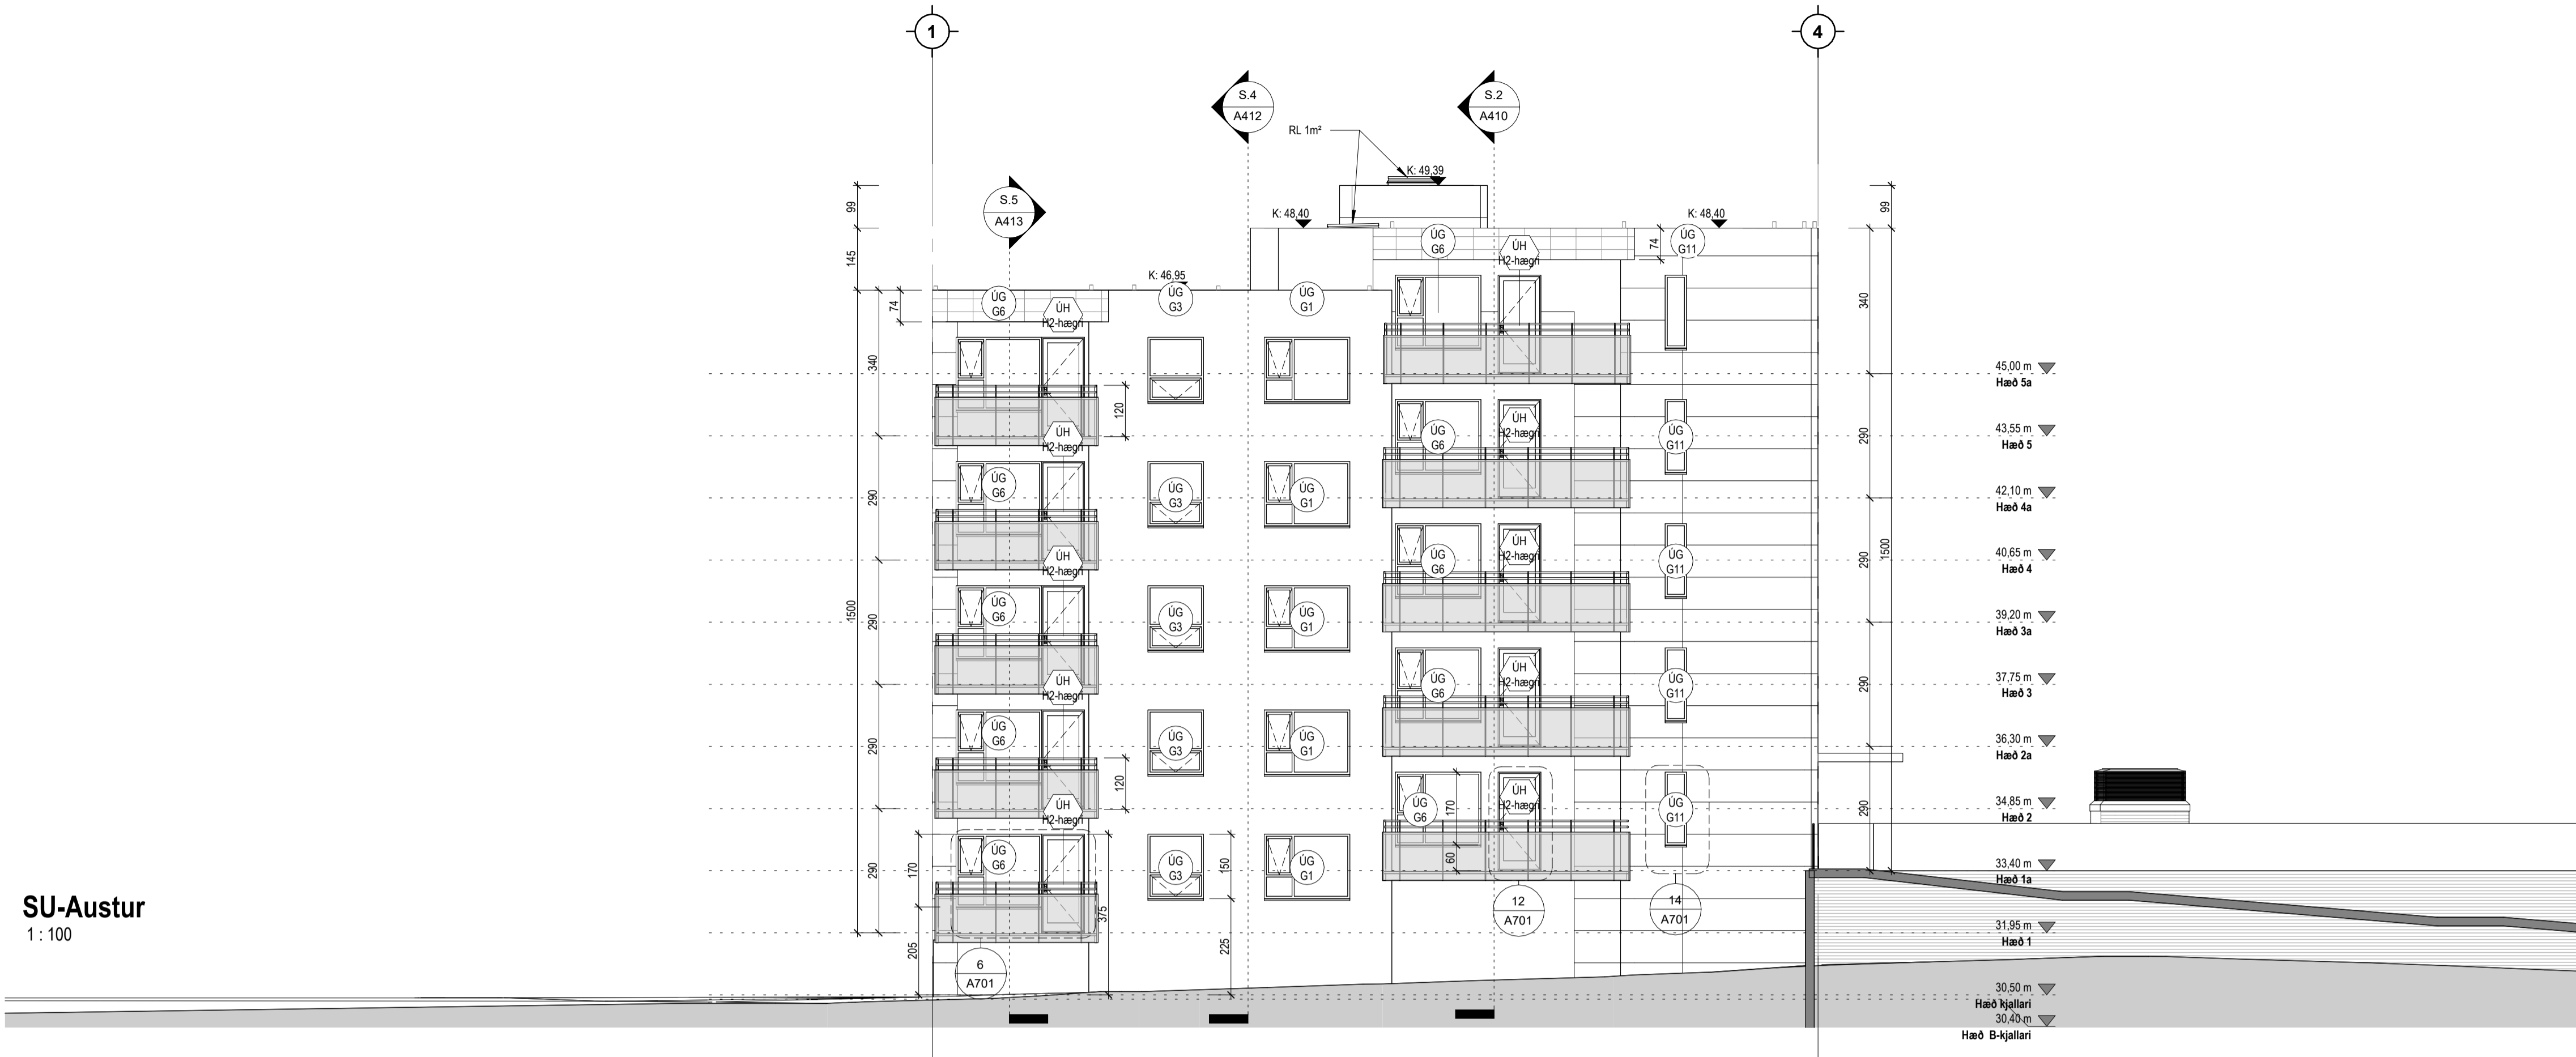 1
4
S.4
A412
S.2
A410
RL 1m²
K: 49,39
S.5
A413
99
K: 48,40
K: 48,40
99
145
74
ÚG
G6
ÚH
H2-hægri
ÚG
G11
K: 46,95
74
ÚG
G6
ÚH
H2-hægri
ÚG
G3
ÚG
G1
340
340
45,00 m
Hæð 5a
120
ÚH
H2-hægri
ÚG
G6
ÚH
H2-hægri
ÚG
G11
290
43,55 m
Hæð 5
290
ÚG
G6
ÚG
G3
ÚG
G1
42,10 m
Hæð 4a
ÚH
H2-hægri
ÚG
G6
ÚH
H2-hægri
ÚG
G11
290
1500
40,65 m
Hæð 4
1500
290
ÚG
G6
ÚG
G3
ÚG
G1
39,20 m
Hæð 3a
ÚH
H2-hægri
ÚG
G6
ÚH
H2-hægri
ÚG
G11
290
37,75 m
Hæð 3
290
ÚG
G6
ÚG
G3
ÚG
G1
36,30 m
Hæð 2a
120
ÚH
H2-hægri
ÚG
G6
170
60
ÚH
H2-hægri
ÚG
G11
290
34,85 m
Hæð 2
290
170
ÚG
G6
ÚG
G3
150
ÚG
G1
33,40 m
Hæð 1a
375
12
A701
14
A701
31,95 m
Hæð 1
SU-Austur
1 : 100
205
225
6
A701
30,50 m
Hæð kjallari
30,40 m
Hæð B-kjallari